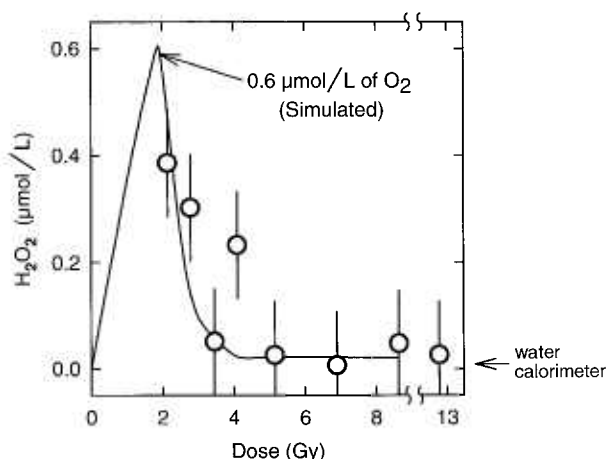 0.6 μmol/L of O₂
(Simulated)
H₂O₂ (μmol/L)
0.6
0.4
0.2
0.0
water
calorimeter
0 2 4 6 8 13
Dose (Gy)